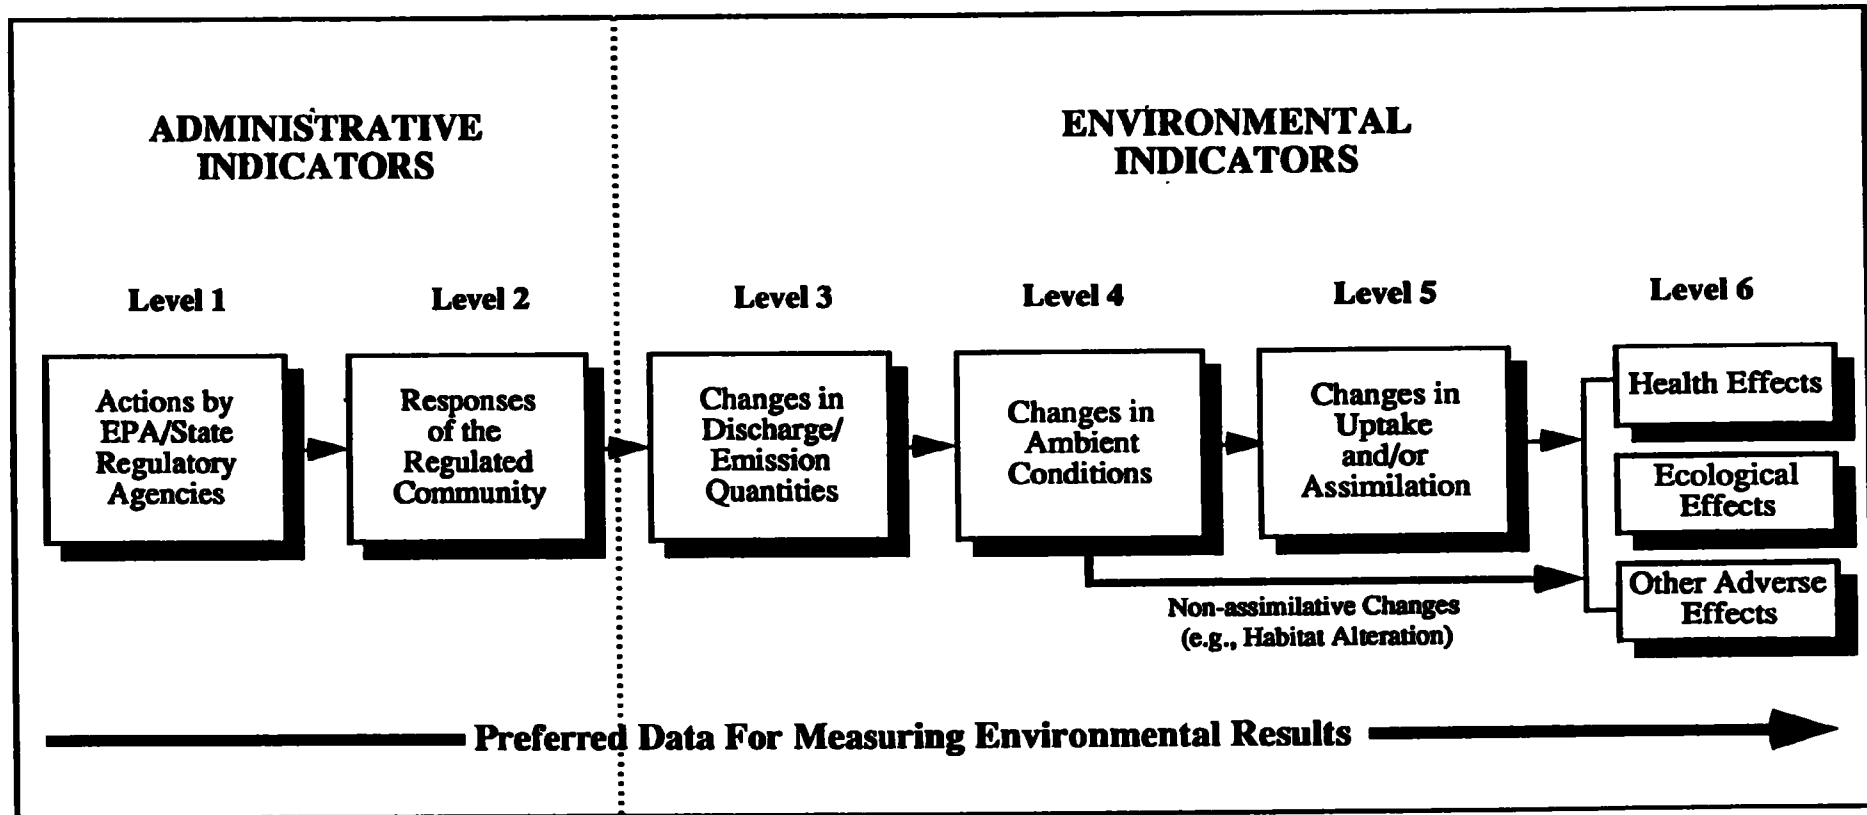 ADMINISTRATIVE
INDICATORS
ENVIRONMENTAL
INDICATORS
Level 1
Level 2
Level 3
Level 4
Level 5
Level 6
Actions by
EPA/State
Regulatory
Agencies
Responses
of the
Regulated
Community
Changes in
Discharge/
Emission
Quantities
Changes in
Ambient
Conditions
Changes in
Uptake
and/or
Assimilation
Health Effects
Ecological
Effects
Other Adverse
Effects
Non-assimilative Changes
(e.g., Habitat Alteration)
Preferred Data For Measuring Environmental Results